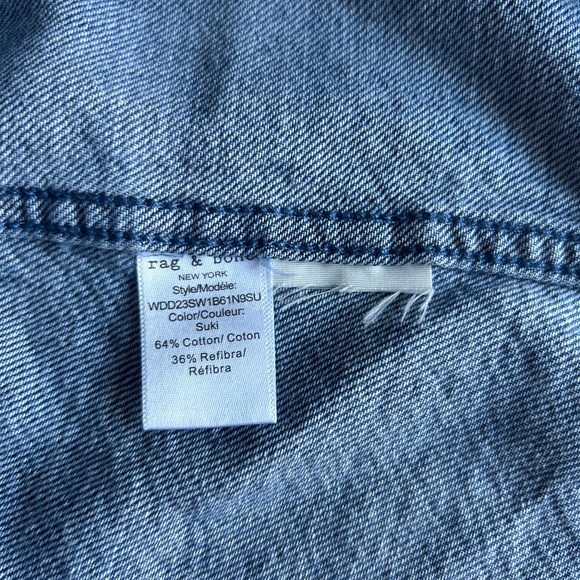 rag & bone
NEW YORK
Style/Modèle:
WDD23SW1B61N9SU
Color/Couleur:
Suki
64% Cotton/ Coton
36% Refibra/
Réfibra